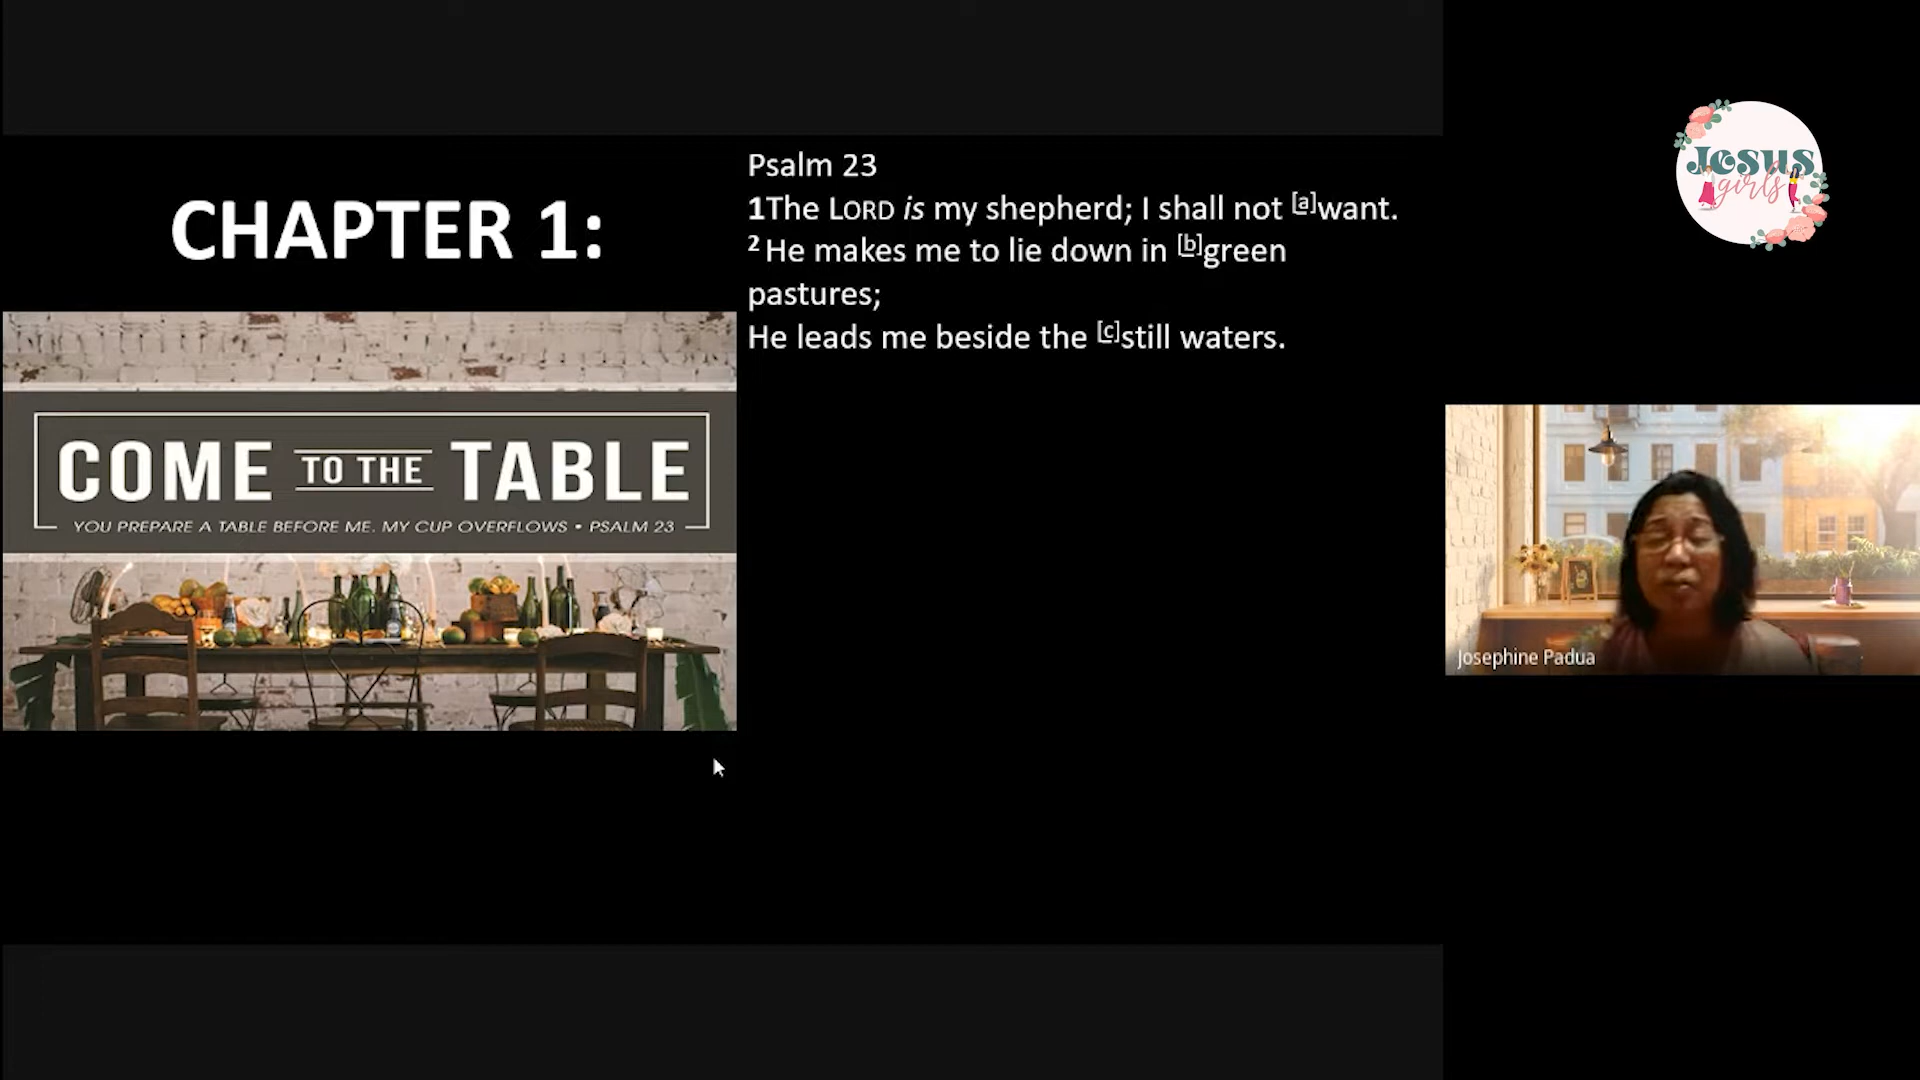 CHAPTER 1:
COME TO THE TABLE
YOU PREPARE A TABLE BEFORE ME. MY CUP OVERFLOWS • PSALM 23
Psalm 23
1The LORD is my shepherd; I shall not [a]want.
2 He makes me to lie down in [b]green
pastures;
He leads me beside the [c]still waters.
Jesus
girls
Josephine Padua